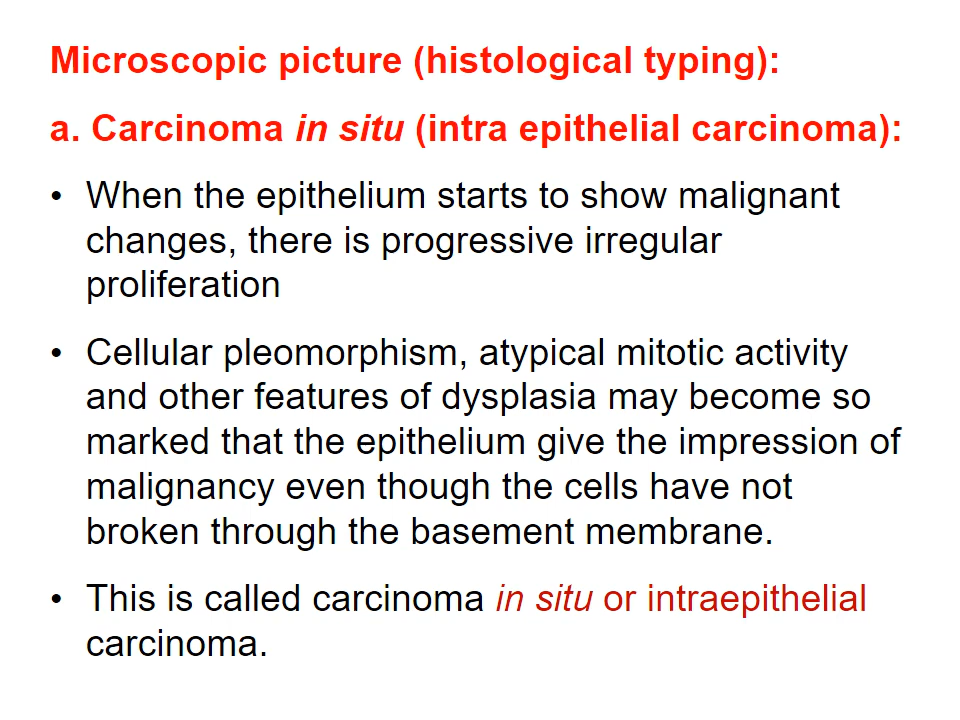 Microscopic picture (histological typing):
a. Carcinoma in situ (intra epithelial carcinoma):
• When the epithelium starts to show malignant
changes, there is progressive irregular
proliferation
• Cellular pleomorphism, atypical mitotic activity
and other features of dysplasia may become so
marked that the epithelium give the impression of
malignancy even though the cells have not
broken through the basement membrane.
• This is called carcinoma in situ or intraepithelial
carcinoma.